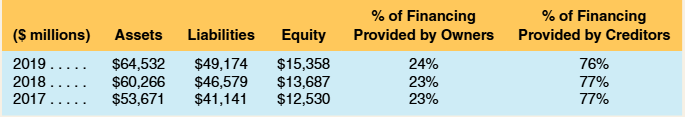 % of Financing % of Financing
($ millions) Assets Liabilities Equity Provided by Owners Provided by Creditors
2019 . . . . . $64,532 $49,174 $15,358 24% 76%
2018 . . . . . $60,266 $46,579 $13,687 23% 77%
2017 . . . . . $53,671 $41,141 $12,530 23% 77%